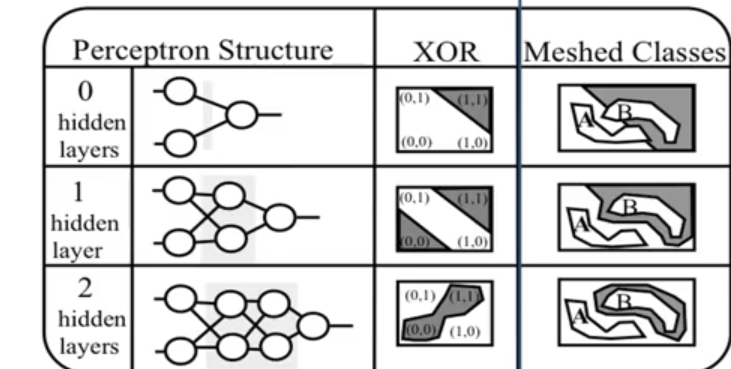 Perceptron Structure XOR Meshed Classes
0
hidden
layers
(0,1) (1,1)
(0,0) (1,0)
A B
1
hidden
layer
(0,1) (1,1)
(0,0) (1,0)
A B
2
hidden
layers
(0,1) (1,1)
(0,0) (1,0)
A B